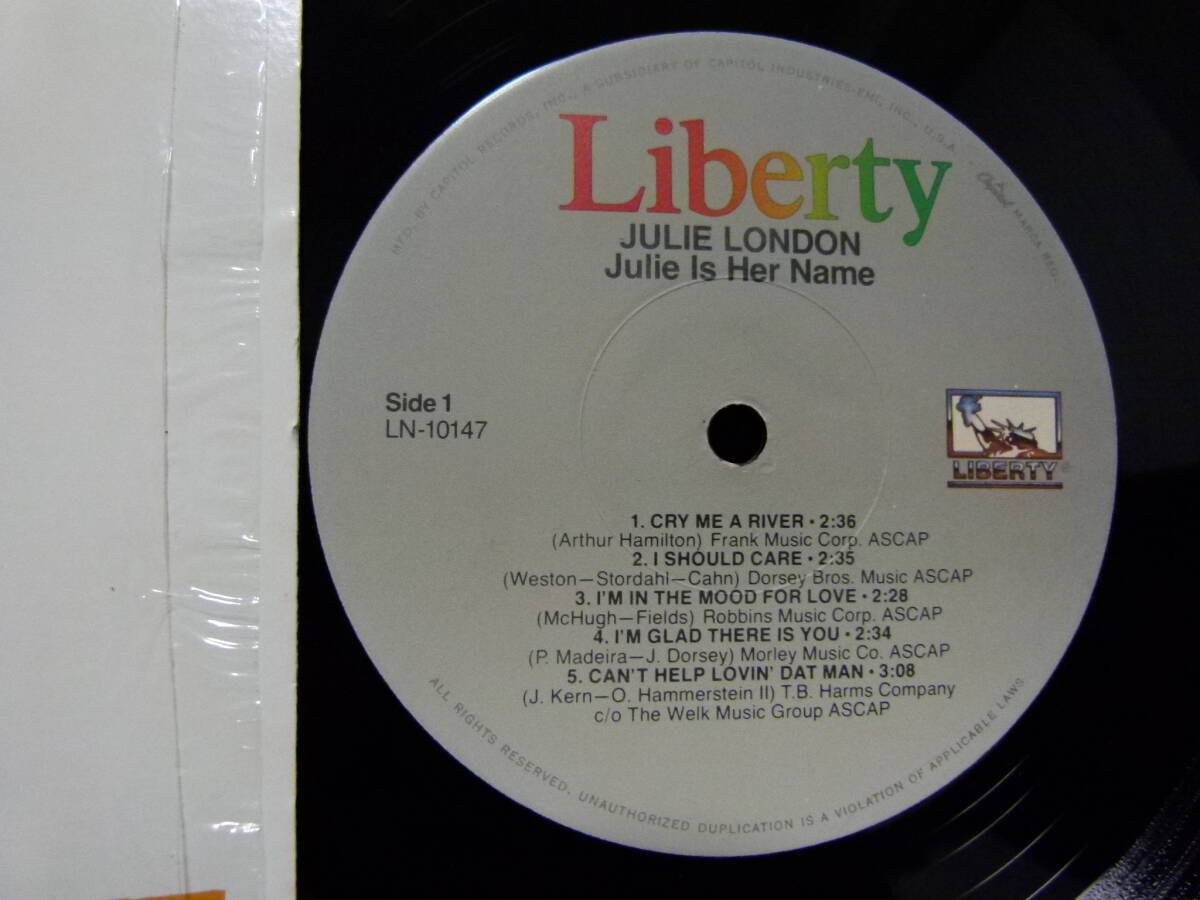 MFD. BY CAPITOL RECORDS, INC., A SUBSIDIARY OF CAPITOL INDUSTRIES-EMI, INC., U.S.A. • Capitol MARCA REG.
Liberty
JULIE LONDON
Julie Is Her Name
Side 1
LN-10147
LIBERTY
1. CRY ME A RIVER • 2:36
(Arthur Hamilton) Frank Music Corp. ASCAP
2. I SHOULD CARE • 2:35
(Weston—Stordahl—Cahn) Dorsey Bros. Music ASCAP
3. I'M IN THE MOOD FOR LOVE • 2:28
(McHugh—Fields) Robbins Music Corp. ASCAP
4. I'M GLAD THERE IS YOU • 2:34
(P. Madeira—J. Dorsey) Morley Music Co. ASCAP
5. CAN'T HELP LOVIN' DAT MAN • 3:08
(J. Kern—O. Hammerstein II) T.B. Harms Company
c/o The Welk Music Group ASCAP
ALL RIGHTS RESERVED. UNAUTHORIZED DUPLICATION IS A VIOLATION OF APPLICABLE LAWS.